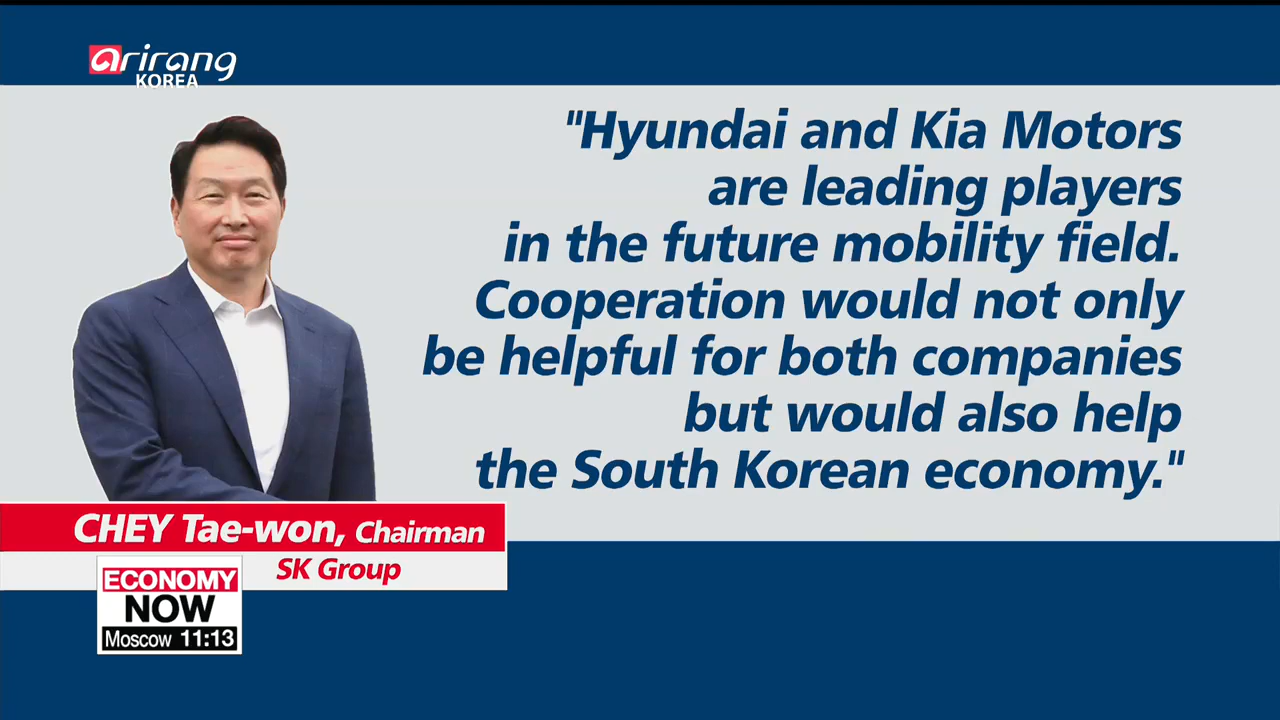 arirang
KOREA
"Hyundai and Kia Motors
are leading players
in the future mobility field.
Cooperation would not only
be helpful for both companies
but would also help
the South Korean economy."
CHEY Tae-won, Chairman
SK Group
ECONOMY
NOW
Moscow 11:13